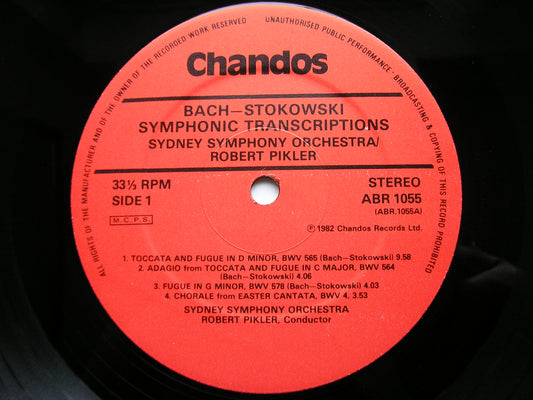 ALL RIGHTS OF THE MANUFACTURER AND OF THE OWNER OF THE RECORDED WORK RESERVED
UNAUTHORISED PUBLIC PERFORMANCE, BROADCASTING & COPYING OF THIS RECORD PROHIBITED
Chandos
BACH—STOKOWSKI
SYMPHONIC TRANSCRIPTIONS
SYDNEY SYMPHONY ORCHESTRA/
ROBERT PIKLER
33⅓ RPM
SIDE 1
M.C.P.S.
STEREO
ABR 1055
(ABR.1055A)
℗ 1982 Chandos Records Ltd.
1. TOCCATA AND FUGUE IN D MINOR, BWV 565 (Bach—Stokowski) 9.58
2. ADAGIO from TOCCATA AND FUGUE IN C MAJOR, BWV 564
(Bach—Stokowski) 4.06
3. FUGUE IN G MINOR, BWV 578 (Bach—Stokowski) 4.03
4. CHORALE from EASTER CANTATA, BWV 4, 3.53
SYDNEY SYMPHONY ORCHESTRA
ROBERT PIKLER, Conductor